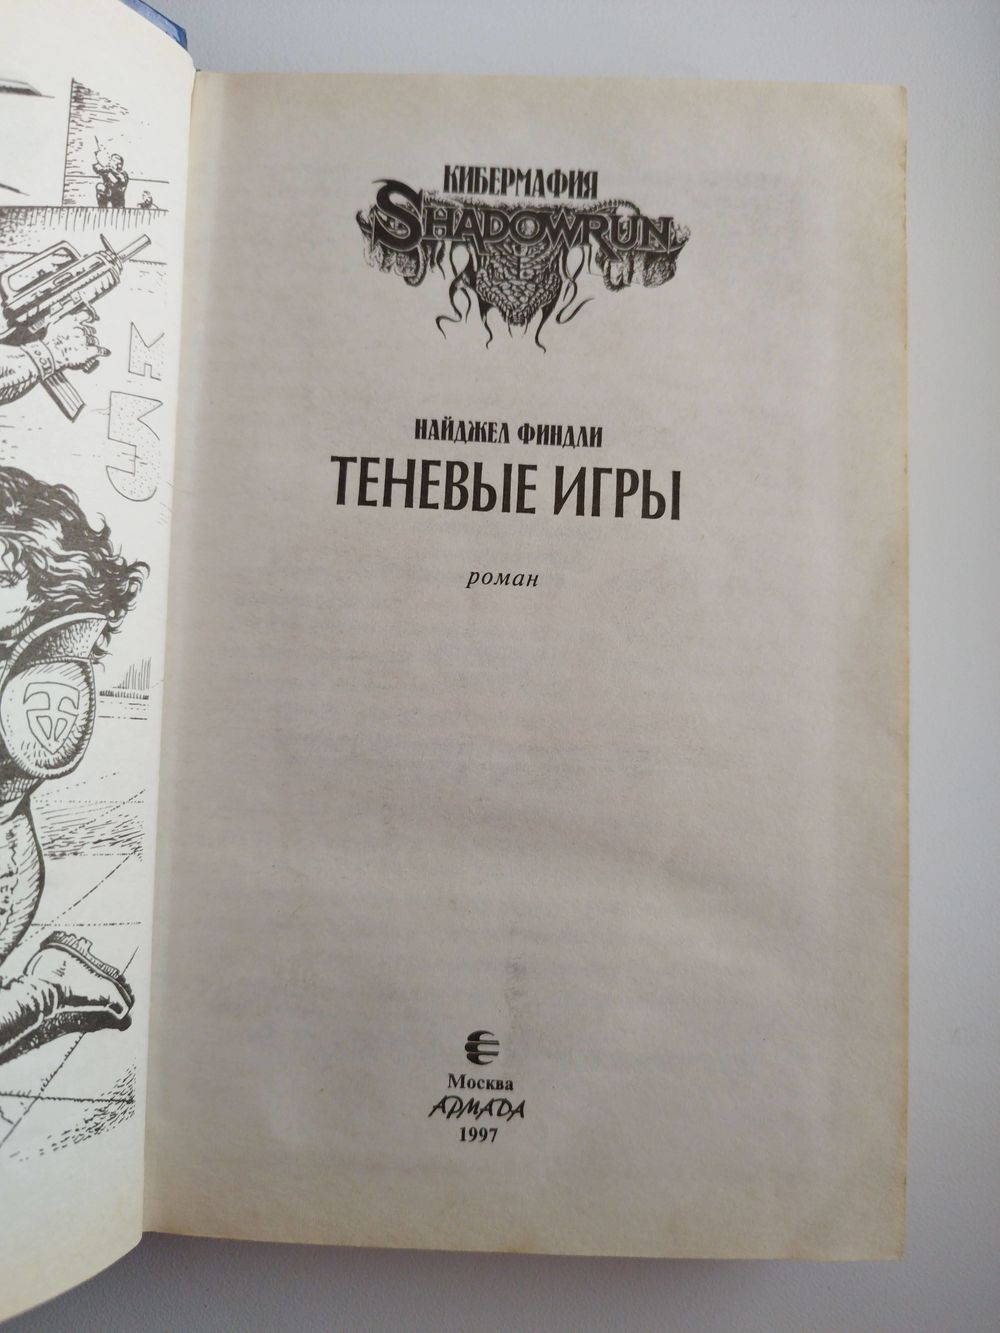 КИБЕРМАФИЯ
SHADOWRUN
НАЙДЖЕЛ ФИНДЛИ
ТЕНЕВЫЕ ИГРЫ
роман
Москва
АРМАДА
1997